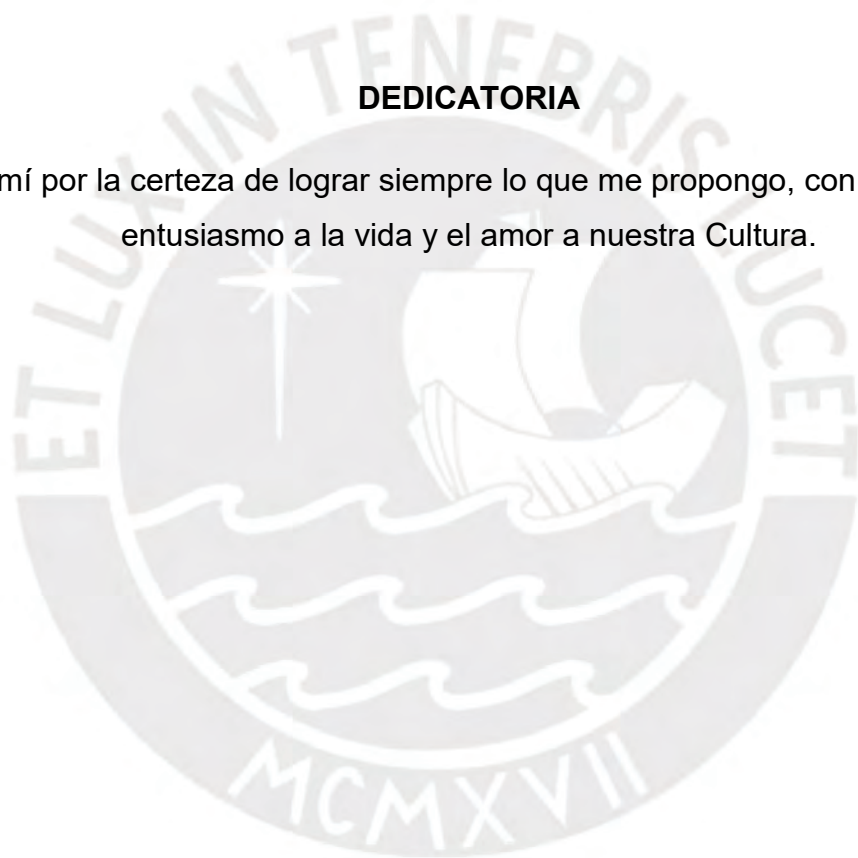 DEDICATORIA
mí por la certeza de lograr siempre lo que me propongo, con
entusiasmo a la vida y el amor a nuestra Cultura.
ET LUX IN TENEBRIS LUCET
MCMXVII